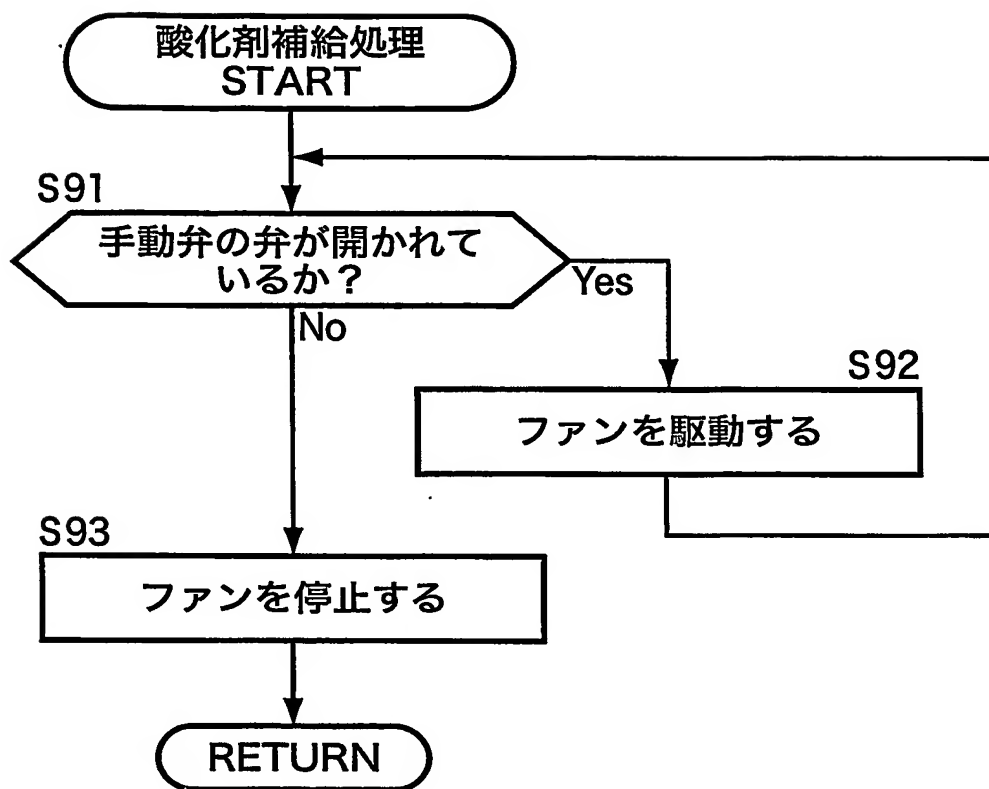 酸化剤補給処理
START
S91
手動弁の弁が開かれて
いるか？
Yes
No
S92
ファンを駆動する
S93
ファンを停止する
RETURN